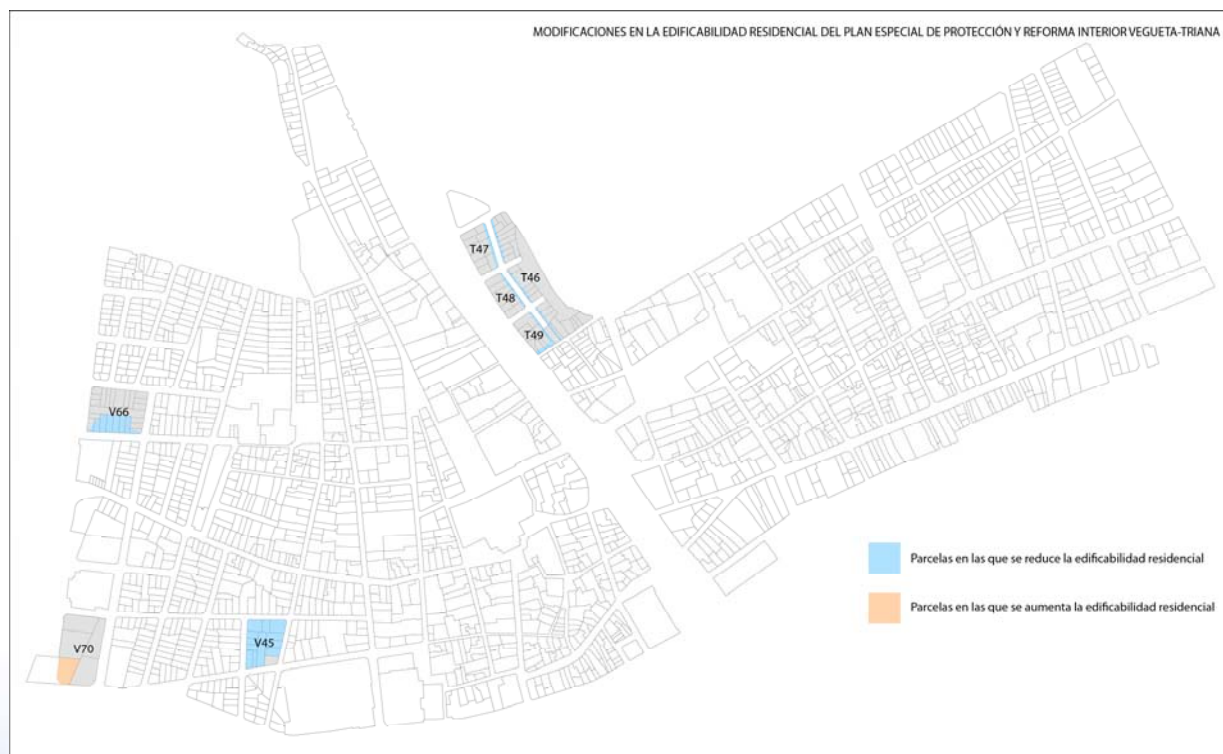 MODIFICACIONES EN LA EDIFICABILIDAD RESIDENCIAL DEL PLAN ESPECIAL DE PROTECCIÓN Y REFORMA INTERIOR VEGUETA-TRIANA
T47
T46
T48
T49
V66
V45
V70
Parcelas en las que se reduce la edificabilidad residencial
Parcelas en las que se aumenta la edificabilidad residencial